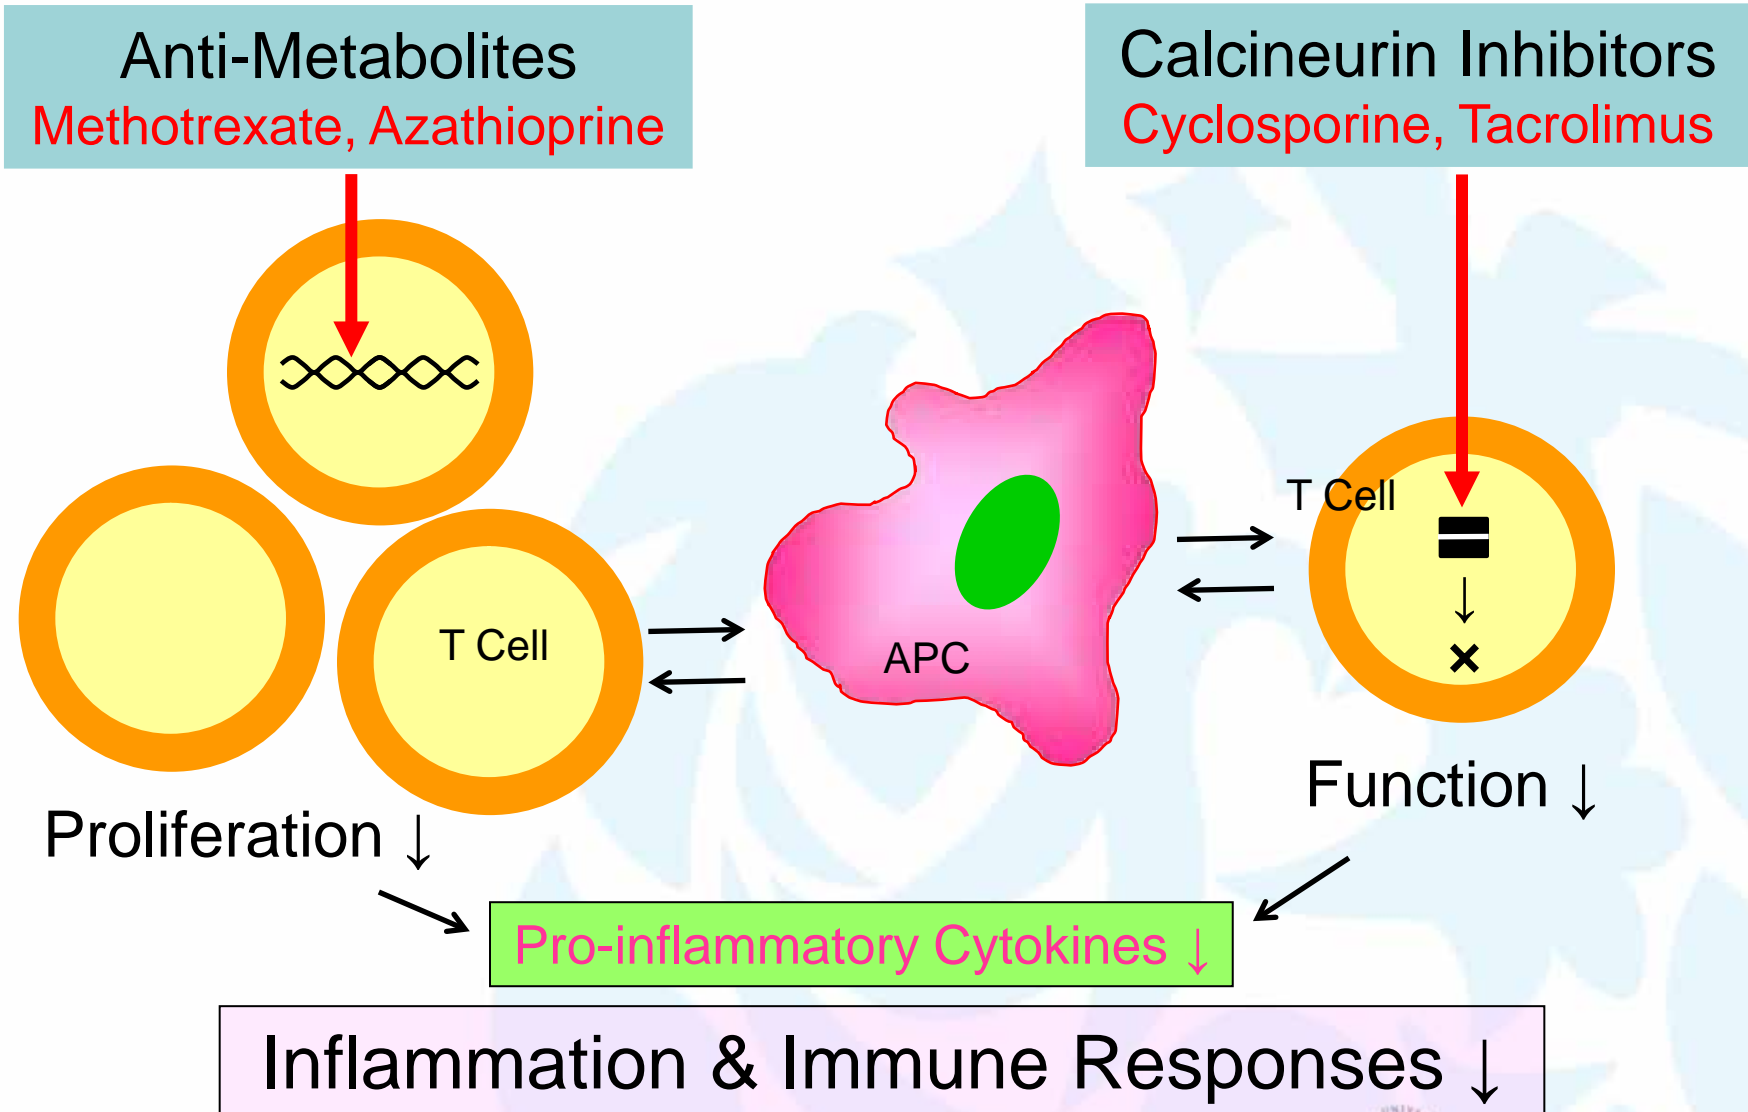 Anti-Metabolites
Methotrexate, Azathioprine
Calcineurin Inhibitors
Cyclosporine, Tacrolimus
T Cell
T Cell
APC
Function ↓
Proliferation ↓
Pro-inflammatory Cytokines ↓
Inflammation & Immune Responses ↓